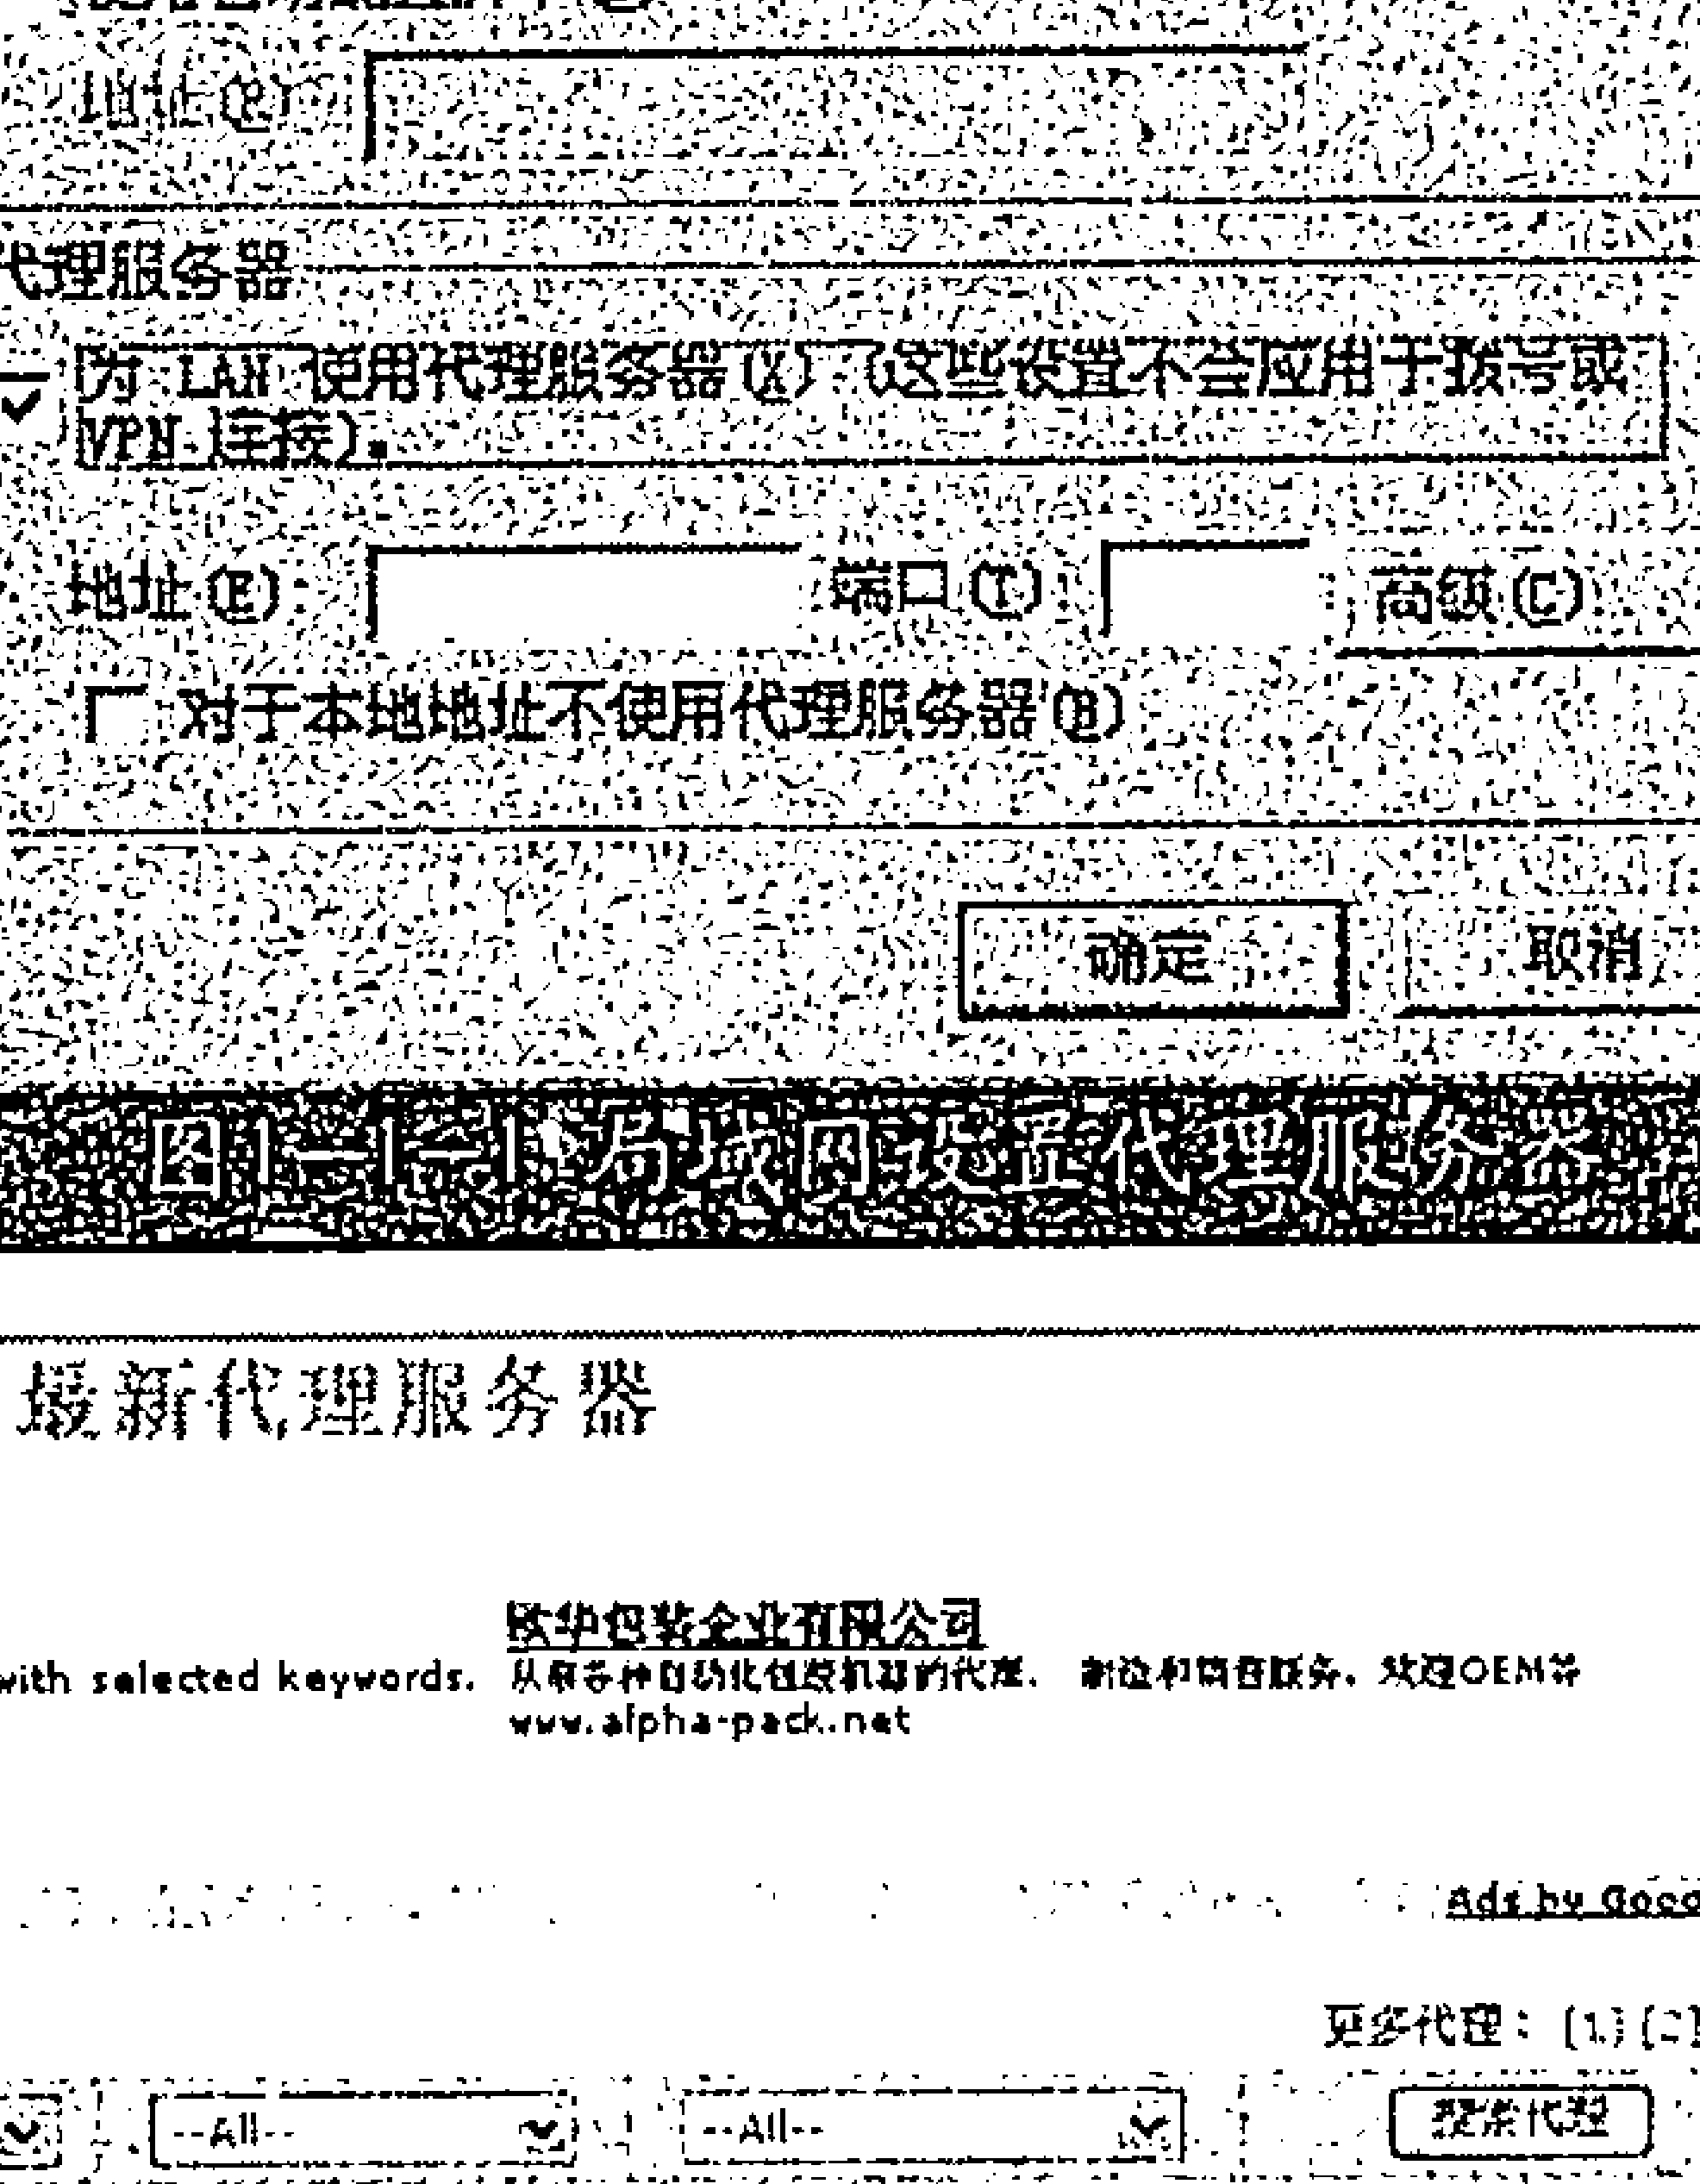 地址(R)
代理服务器
为 LAN 使用代理服务器(X) (这些设置不会应用于拨号或
VPN 连接).
地址(E): 端口(T): 高级(C)
对于本地地址不使用代理服务器(B)
确定 取消
图1-1-1 局域网设置代理服务器
最新代理服务器
欧华包装企业有限公司
with selected keywords.
www.alpha-pack.net
Ads by Goo
更多代理: [1]
--All-- --All-- 搜索代理